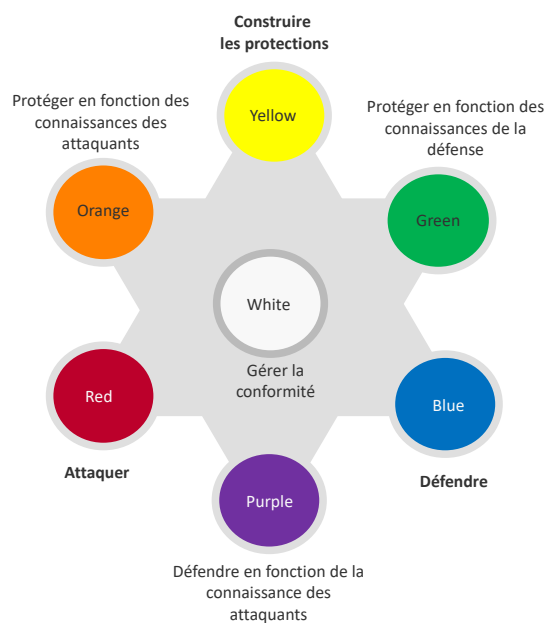 Construire
les protections
Yellow
Protéger en fonction des
connaissances des
attaquants
Protéger en fonction des
connaissances de la
défense
Orange
Green
White
Gérer la
conformité
Red
Blue
Attaquer
Défendre
Purple
Défendre en fonction de la
connaissance des
attaquants